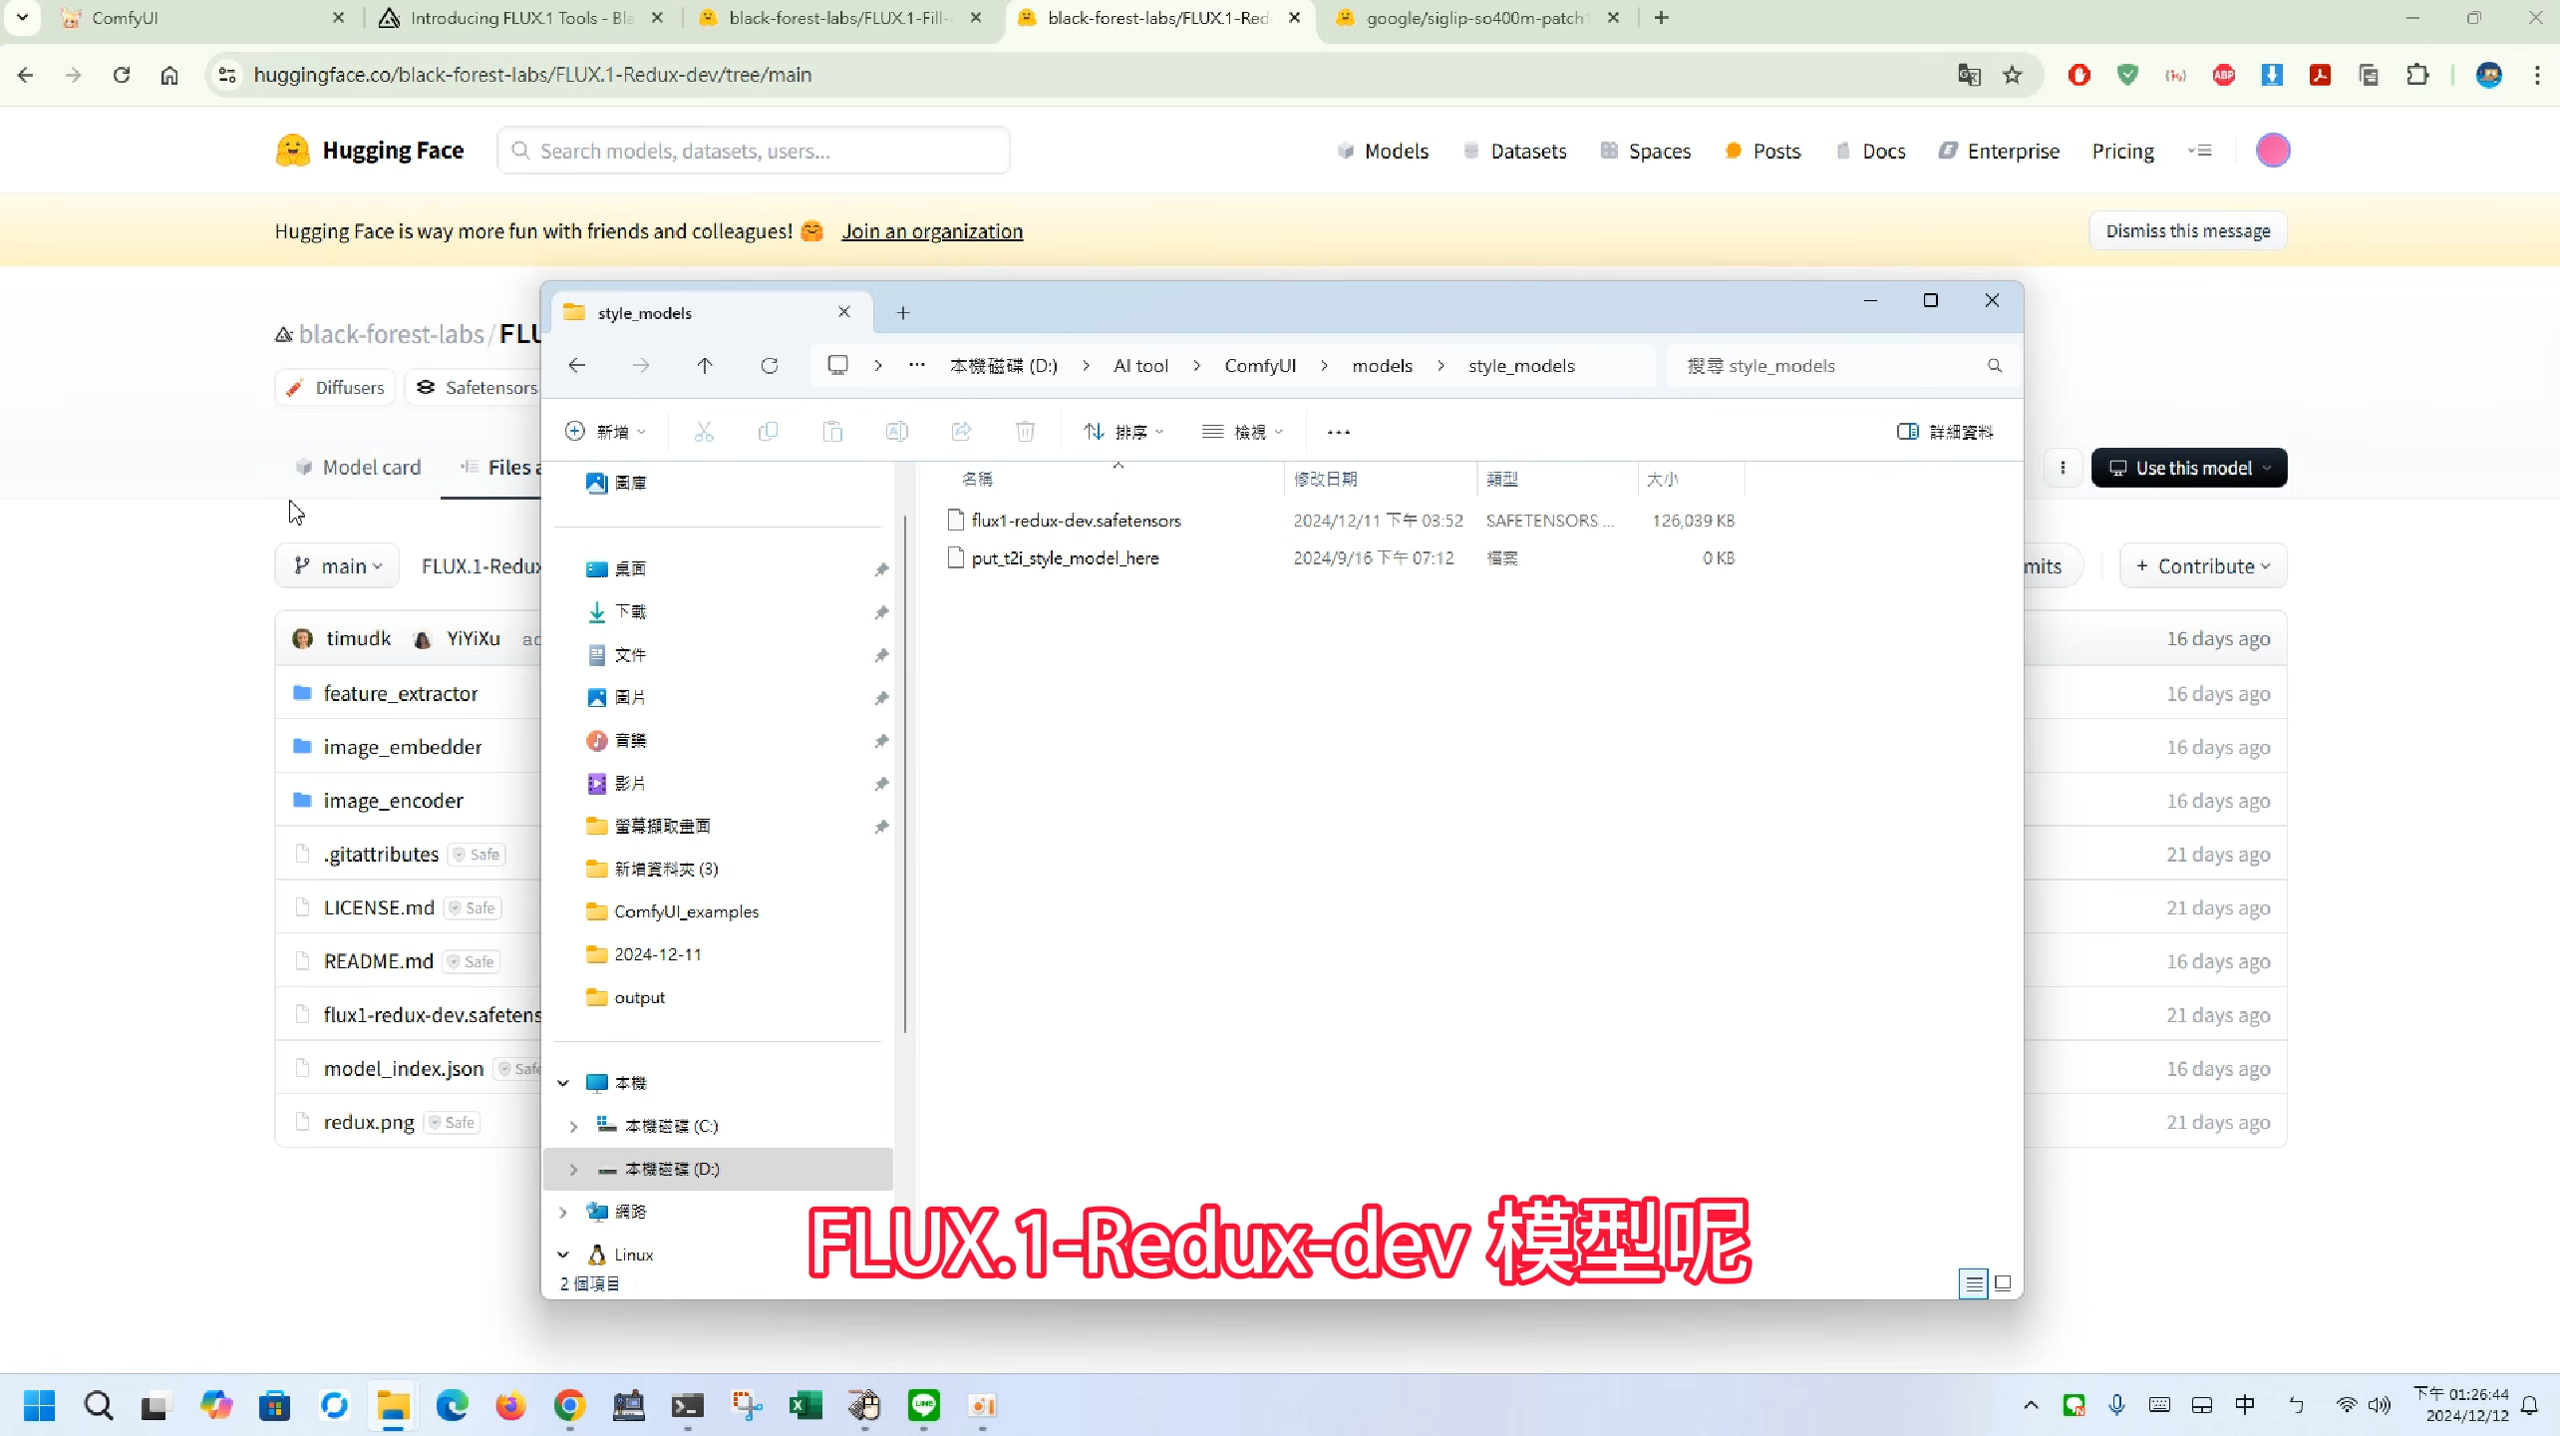 ComfyUI
Introducing FLUX.1 Tools - Bla
black-forest-labs/FLUX.1-Fill-
black-forest-labs/FLUX.1-Red
google/siglip-so400m-patch1
huggingface.co/black-forest-labs/FLUX.1-Redux-dev/tree/main
Hugging Face
Search models, datasets, users...
Models
Datasets
Spaces
Posts
Docs
Enterprise
Pricing
Hugging Face is way more fun with friends and colleagues! 🤗 Join an organization
Dismiss this message
black-forest-labs/FLU
Diffusers
Safetensors
Model card
Files a
Use this model
main
FLUX.1-Redux
mits
+ Contribute
timudk YiYiXu ad
16 days ago
feature_extractor
16 days ago
image_embedder
16 days ago
image_encoder
16 days ago
.gitattributes Safe
21 days ago
LICENSE.md Safe
21 days ago
README.md Safe
16 days ago
flux1-redux-dev.safetens
21 days ago
model_index.json Safe
16 days ago
redux.png Safe
21 days ago
style_models
本機磁碟 (D:) > AI tool > ComfyUI > models > style_models
搜尋 style_models
新增
排序
檢視
詳細資料
名稱 修改日期 類型 大小
flux1-redux-dev.safetensors 2024/12/11 下午 03:52 SAFETENSORS ... 126,039 KB
put_t2i_style_model_here 2024/9/16 下午 07:12 檔案 0 KB
圖庫
桌面
下載
文件
圖片
音樂
影片
螢幕擷取畫面
新增資料夾 (3)
ComfyUI_examples
2024-12-11
output
本機
本機磁碟 (C:)
本機磁碟 (D:)
網路
Linux
2 個項目
FLUX.1-Redux-dev 模型呢
中
下午 01:26:44
2024/12/12